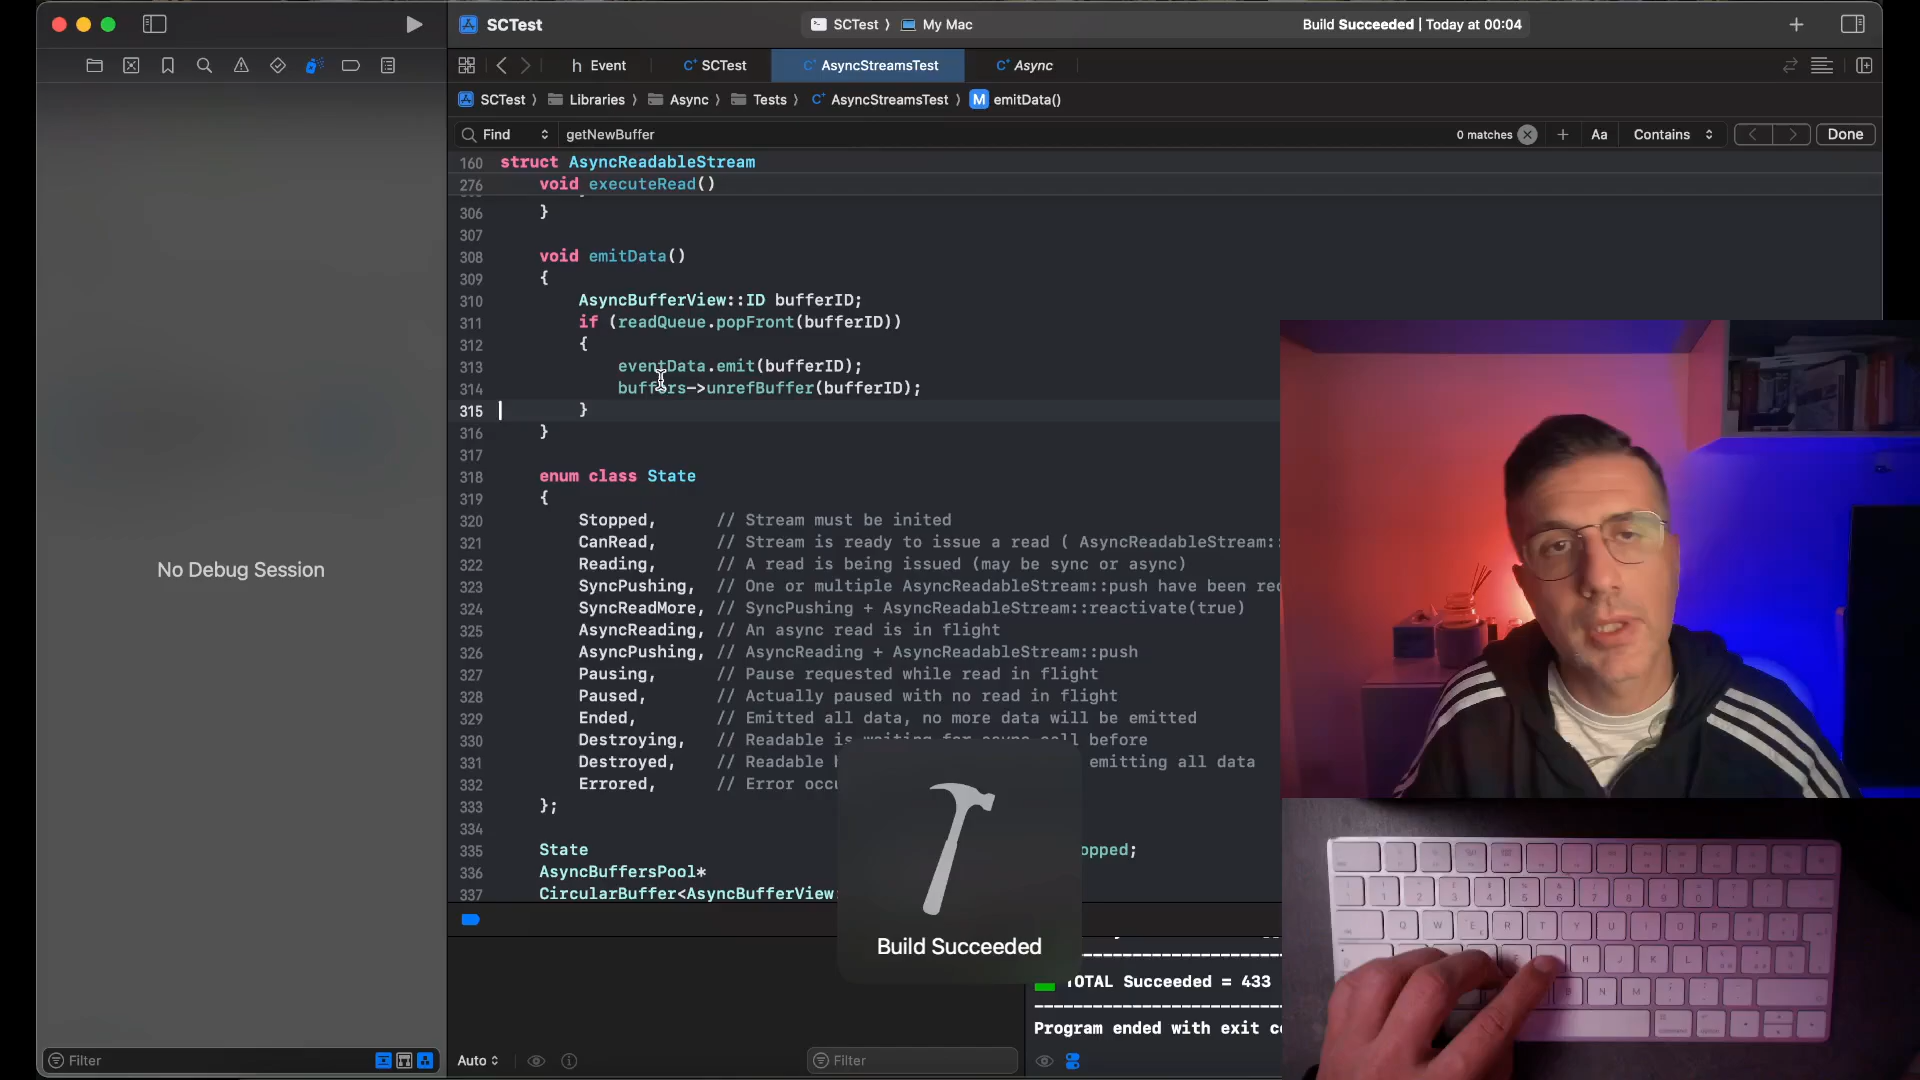 SCTest
SCTest
My Mac
Build Succeeded | Today at 00:04
h Event
C+ SCTest
C+ AsyncStreamsTest
C+ Async
SCTest
Libraries
Async
Tests
C+ AsyncStreamsTest
M emitData()
Find
getNewBuffer
0 matches
Aa
Contains
Done
160 struct AsyncReadableStream
276 void executeRead()
306 }
307
308 void emitData()
309 {
310 AsyncBufferView::ID bufferID;
311 if (readQueue.popFront(bufferID))
312 {
313 eventData.emit(bufferID);
314 buffers->unrefBuffer(bufferID);
315 }
316 }
317
318 enum class State
319 {
320 Stopped, // Stream must be inited
321 CanRead, // Stream is ready to issue a read ( AsyncReadableStream::
322 Reading, // A read is being issued (may be sync or async)
323 SyncPushing, // One or multiple AsyncReadableStream::push have been
324 SyncReadMore, // SyncPushing + AsyncReadableStream::reactivate(true)
325 AsyncReading, // An async read is in flight
326 AsyncPushing, // AsyncReading + AsyncReadableStream::push
327 Pausing, // Pause requested while read in flight
328 Paused, // Actually paused with no read in flight
329 Ended, // Emitted all data, no more data will be emitted
330 Destroying, // Readable is waiting for async call before
331 Destroyed, // Readable emitting all data
332 Errored, // Error
333 };
334
335 State opped;
336 AsyncBuffersPool*
337 CircularBuffer<AsyncBufferView:
No Debug Session
Build Succeeded
TOTAL Succeeded = 433
Program ended with exit
Filter
Auto
Filter